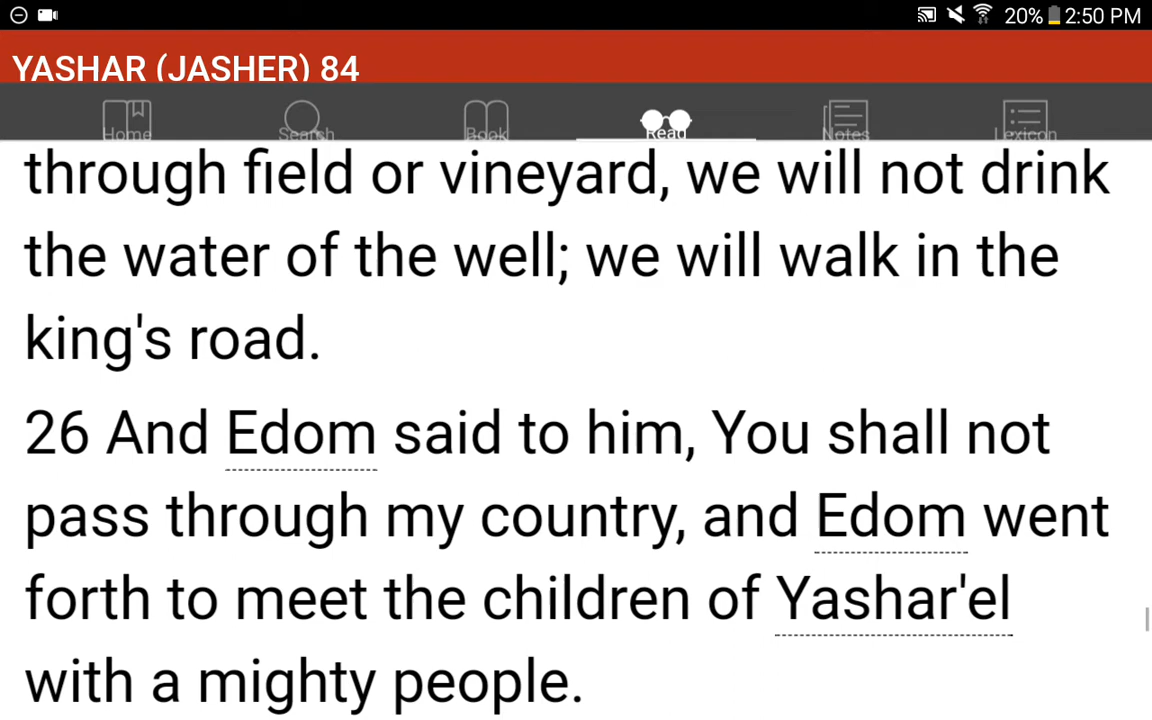 20% 2:50 PM
YASHAR (JASHER) 84
Home Search Book Read Notes Lexicon
through field or vineyard, we will not drink
the water of the well; we will walk in the
king's road.
26 And Edom said to him, You shall not
pass through my country, and Edom went
forth to meet the children of Yashar'el
with a mighty people.